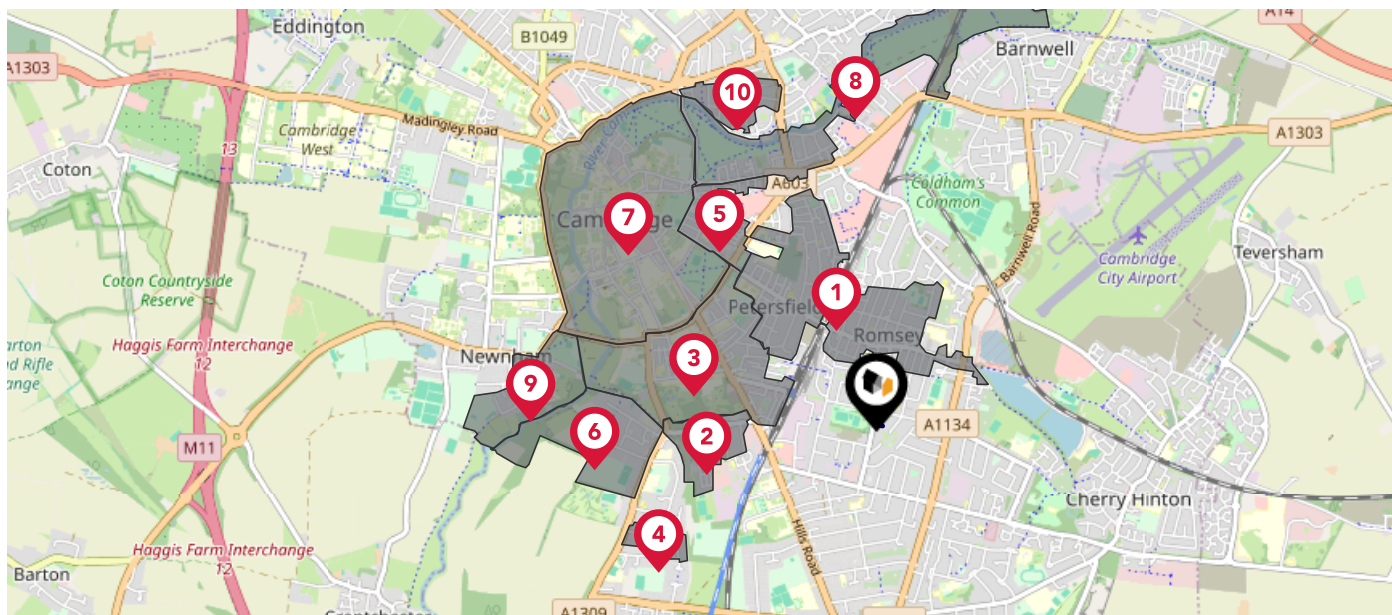 A14
Eddington
B1049
Barnwell
A1303
8
10
Madingley Road
Cambridge
West
A1303
13
River Cam
Coton
A603
Coldham's
Common
5
7
Cambridge
Barnwell Road
Cambridge
City Airport
Teversham
Coton Countryside
Reserve
1
Petersfield
Romsey
Haggis Farm Interchange
12
Newnham
3
9
A1134
6
2
M11
Cherry Hinton
4
Hills Road
Haggis Farm Interchange
12
Barton
A1309